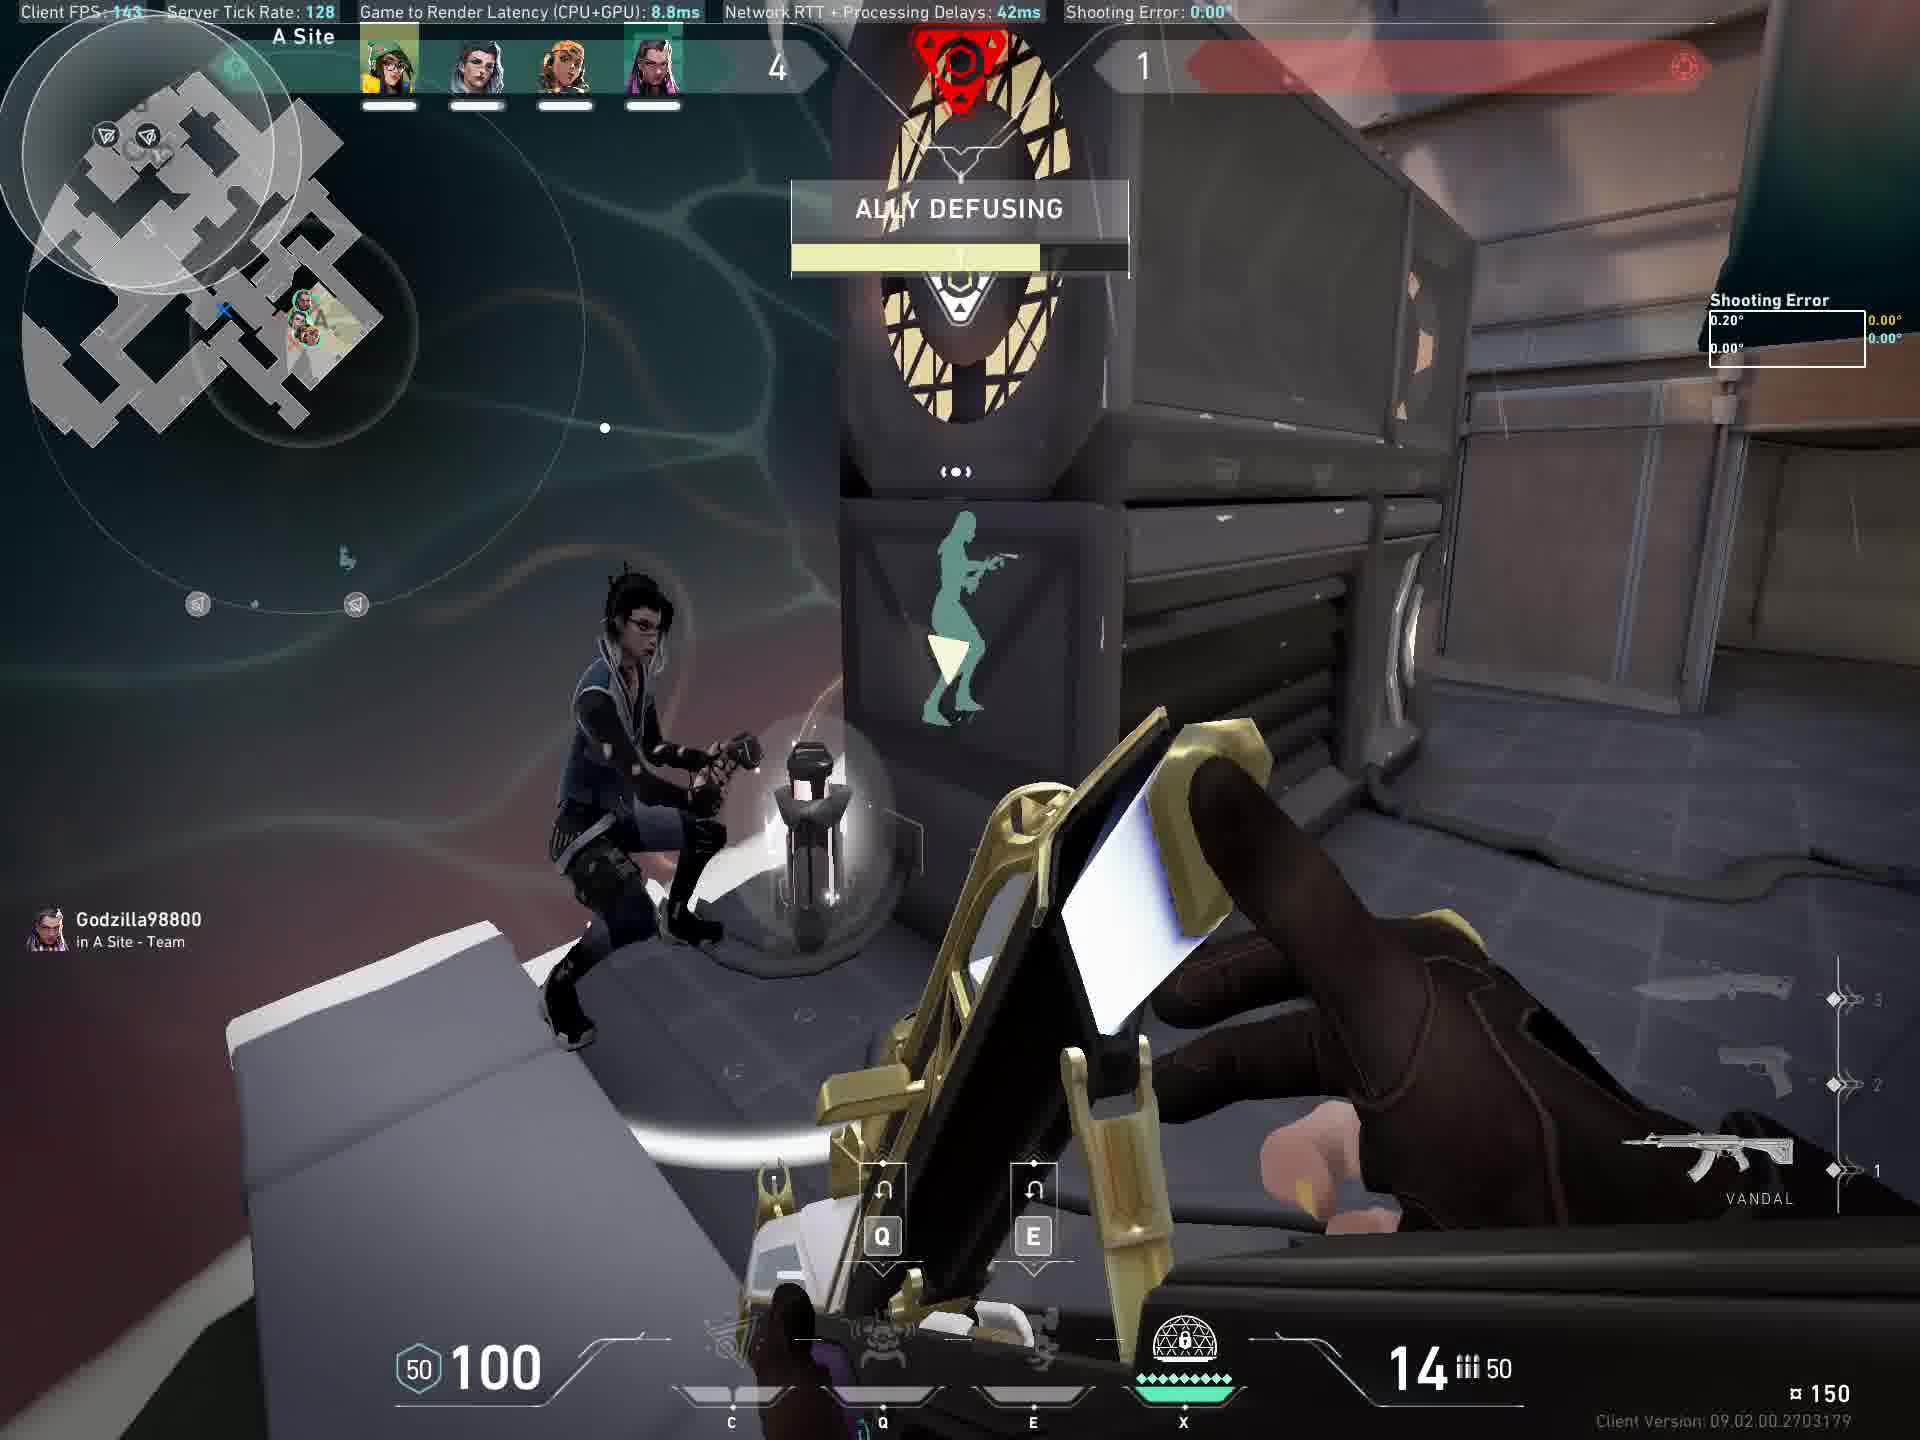 Client FPS: 143 Server Tick Rate: 128 Game to Render Latency (CPU+GPU): 8.8ms Network RTT + Processing Delays: 42ms Shooting Error: 0.00°
A Site
4
1
ALLY DEFUSING
Shooting Error
0.20° 0.00°
0.00°
0.00°
A
Godzilla98800
in A Site - Team
3
2
1
VANDAL
Q E
50 100
14 50
¤ 150
C Q E X
Client Version: 09.02.00.2703179